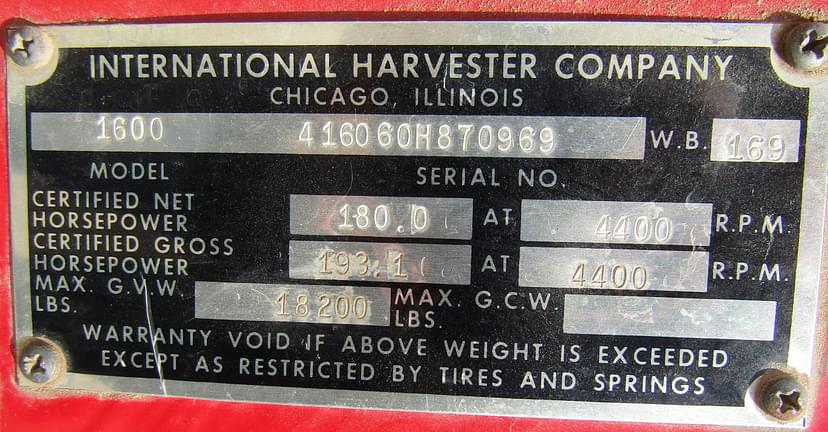 INTERNATIONAL HARVESTER COMPANY
CHICAGO, ILLINOIS
1600 416060H870969 W.B. 169
MODEL SERIAL NO.
CERTIFIED NET
HORSEPOWER 180.0 AT 4400 R.P.M.
CERTIFIED GROSS
HORSEPOWER 193.1 AT 4400 R.P.M.
MAX. G.V.W. LBS. 18200 MAX. G.C.W. LBS.
WARRANTY VOID IF ABOVE WEIGHT IS EXCEEDED
EXCEPT AS RESTRICTED BY TIRES AND SPRINGS